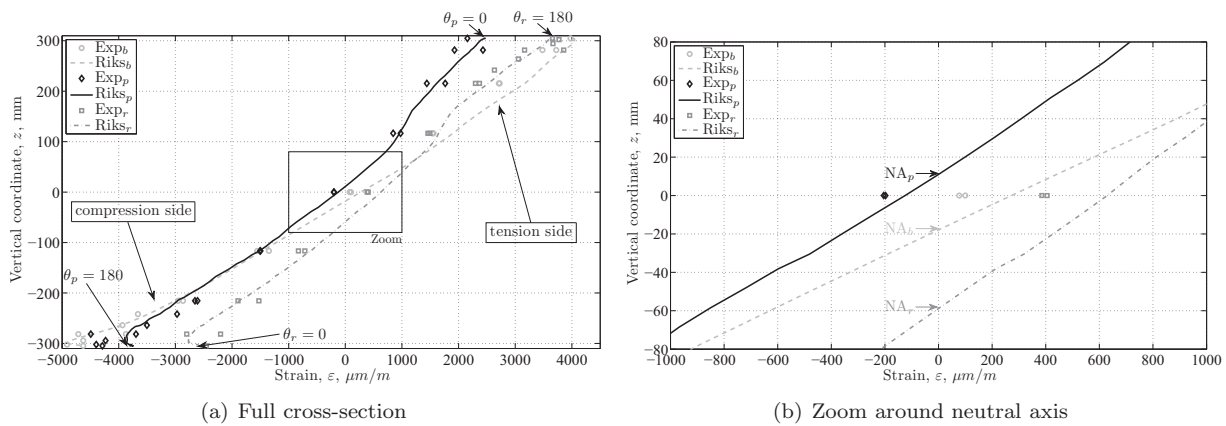 θp = 0
θr = 180
300
200
100
0
−100
−200
−300
Vertical coordinate, z, mm
Expb
Riksb
Expp
Riksp
Expr
Riksr
compression side
tension side
Zoom
θp = 180
θr = 0
−5000 −4000 −3000 −2000 −1000 0 1000 2000 3000 4000
Strain, ε, μm/m
(a) Full cross-section
80
60
40
20
0
−20
−40
−60
−80
Vertical coordinate, z, mm
Expb
Riksb
Expp
Riksp
Expr
Riksr
NAp
NAb
NAr
−1000 −800 −600 −400 −200 0 200 400 600 800 1000
Strain, ε, μm/m
(b) Zoom around neutral axis